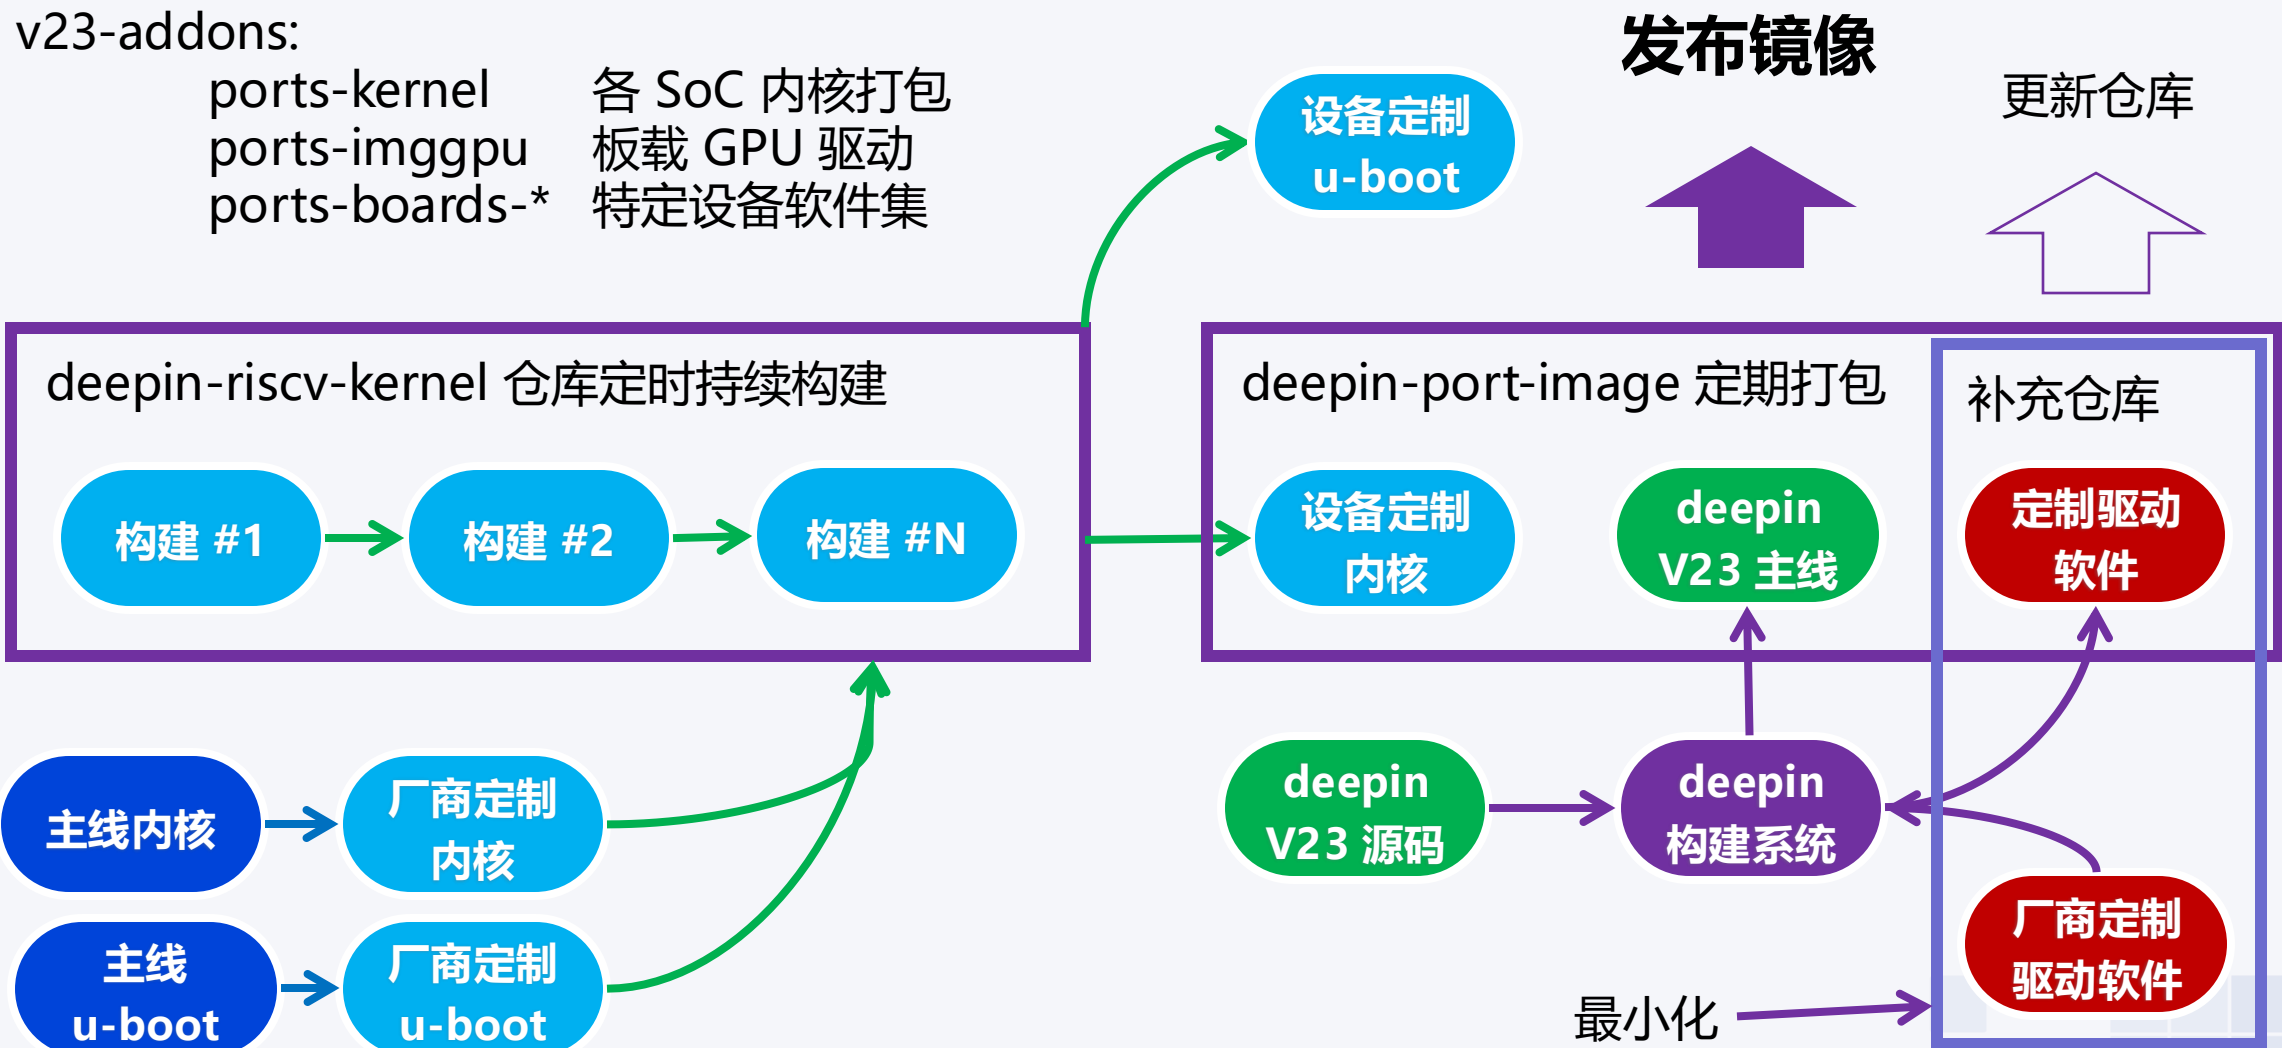 v23-addons:
ports-kernel 各 SoC 内核打包
ports-imggpu 板载 GPU 驱动
ports-boards-* 特定设备软件集
设备定制
u-boot
发布镜像
更新仓库
deepin-riscv-kernel 仓库定时持续构建
构建 #1
构建 #2
构建 #N
deepin-port-image 定期打包
补充仓库
设备定制
内核
deepin
V23 主线
定制驱动
软件
主线内核
厂商定制
内核
主线
u-boot
厂商定制
u-boot
deepin
V23 源码
deepin
构建系统
厂商定制
驱动软件
最小化